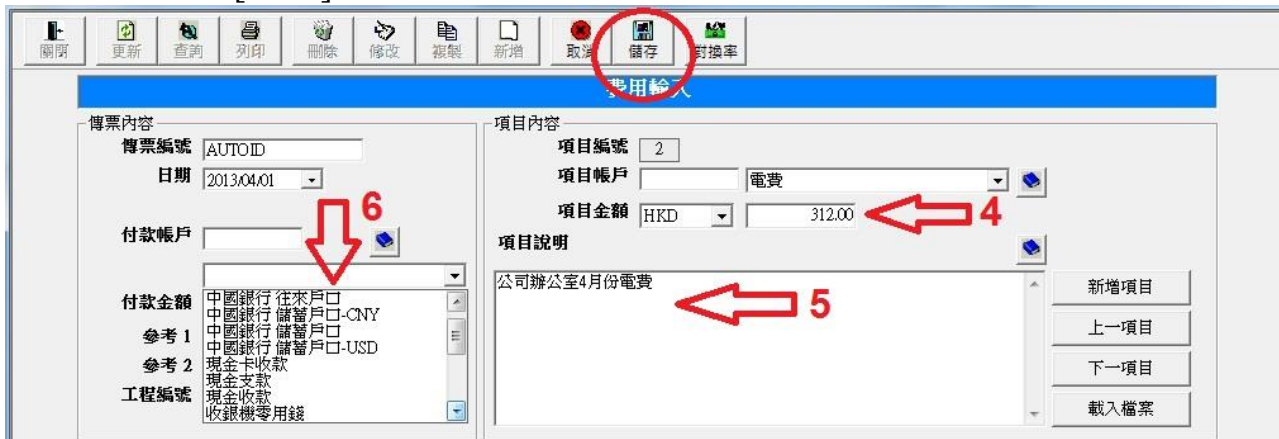 關閉 更新 查詢 列印 刪除 修改 複製 新增 取消 儲存 對換率
費用輸入
傳票內容
傳票編號 AUTOID
日期 2013/04/01
6
付款帳戶
付款金額
參考 1
參考 2
工程編號
中國銀行 往來戶口
中國銀行 儲蓄戶口-CNY
中國銀行 儲蓄戶口
中國銀行 儲蓄戶口-USD
現金卡收款
現金支款
現金收款
收銀機零用錢
項目內容
項目編號 2
項目帳戶 電費
項目金額 HKD 312.00 4
項目說明
公司辦公室4月份電費
5
新增項目
上一項目
下一項目
載入檔案